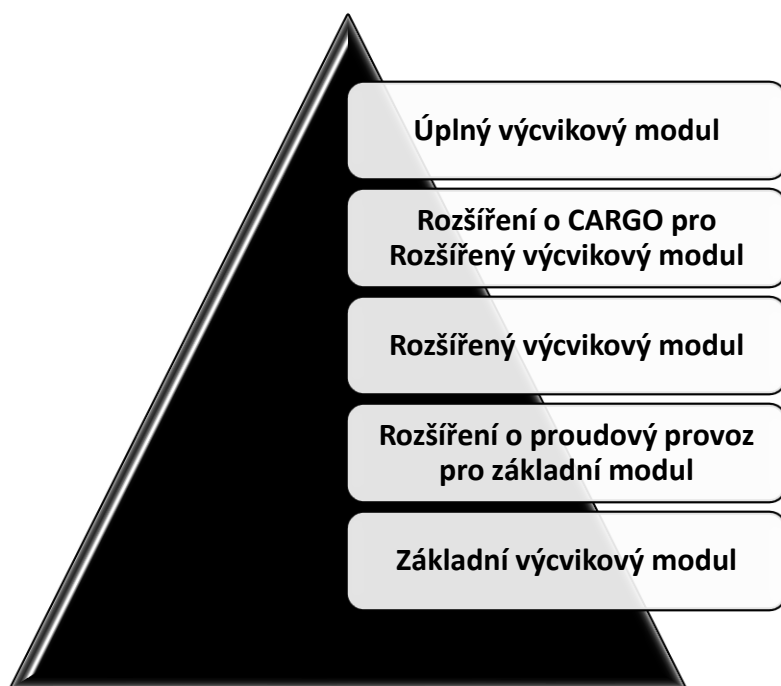 Úplný výcvikový modul
Rozšíření o CARGO pro
Rozšířený výcvikový modul
Rozšířený výcvikový modul
Rozšíření o proudový provoz
pro základní modul
Základní výcvikový modul